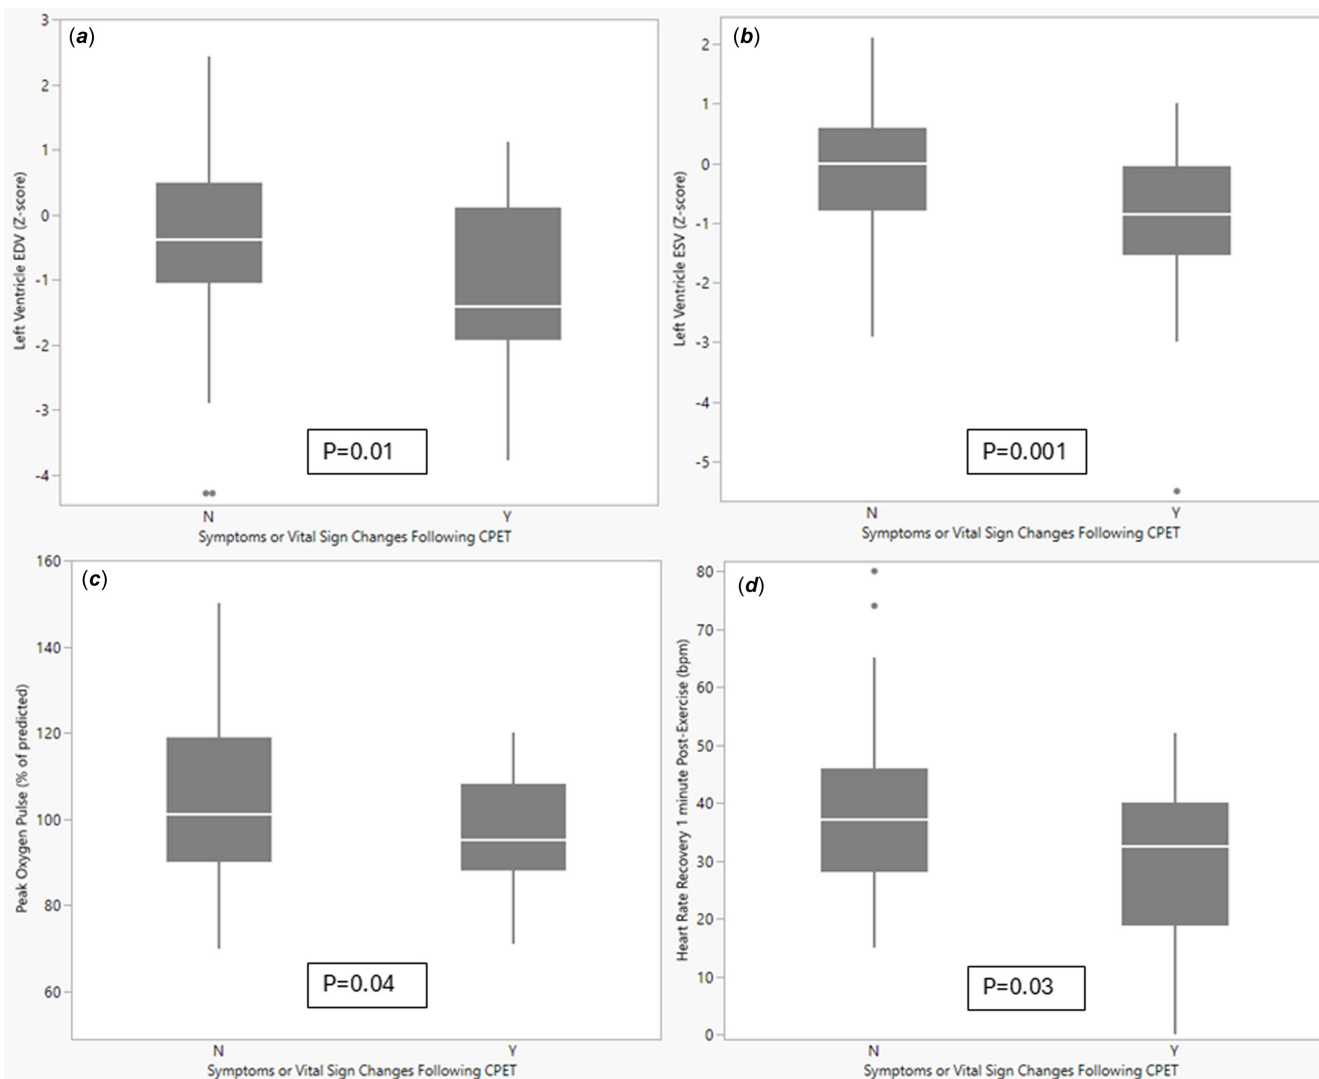 (a)
3
2
1
0
-1
-2
-3
-4
Left Ventricle EDV (Z-score)
P=0.01
N Y
Symptoms or Vital Sign Changes Following CPET
(b)
2
1
0
-1
-2
-3
-4
-5
Left Ventricle ESV (Z-score)
P=0.001
N Y
Symptoms or Vital Sign Changes Following CPET
(c)
160
140
120
100
80
60
Peak Oxygen Pulse (% of predicted)
P=0.04
N Y
Symptoms or Vital Sign Changes Following CPET
(d)
80
70
60
50
40
30
20
10
0
Heart Rate Recovery 1 minute Post-Exercise (bpm)
P=0.03
N Y
Symptoms or Vital Sign Changes Following CPET